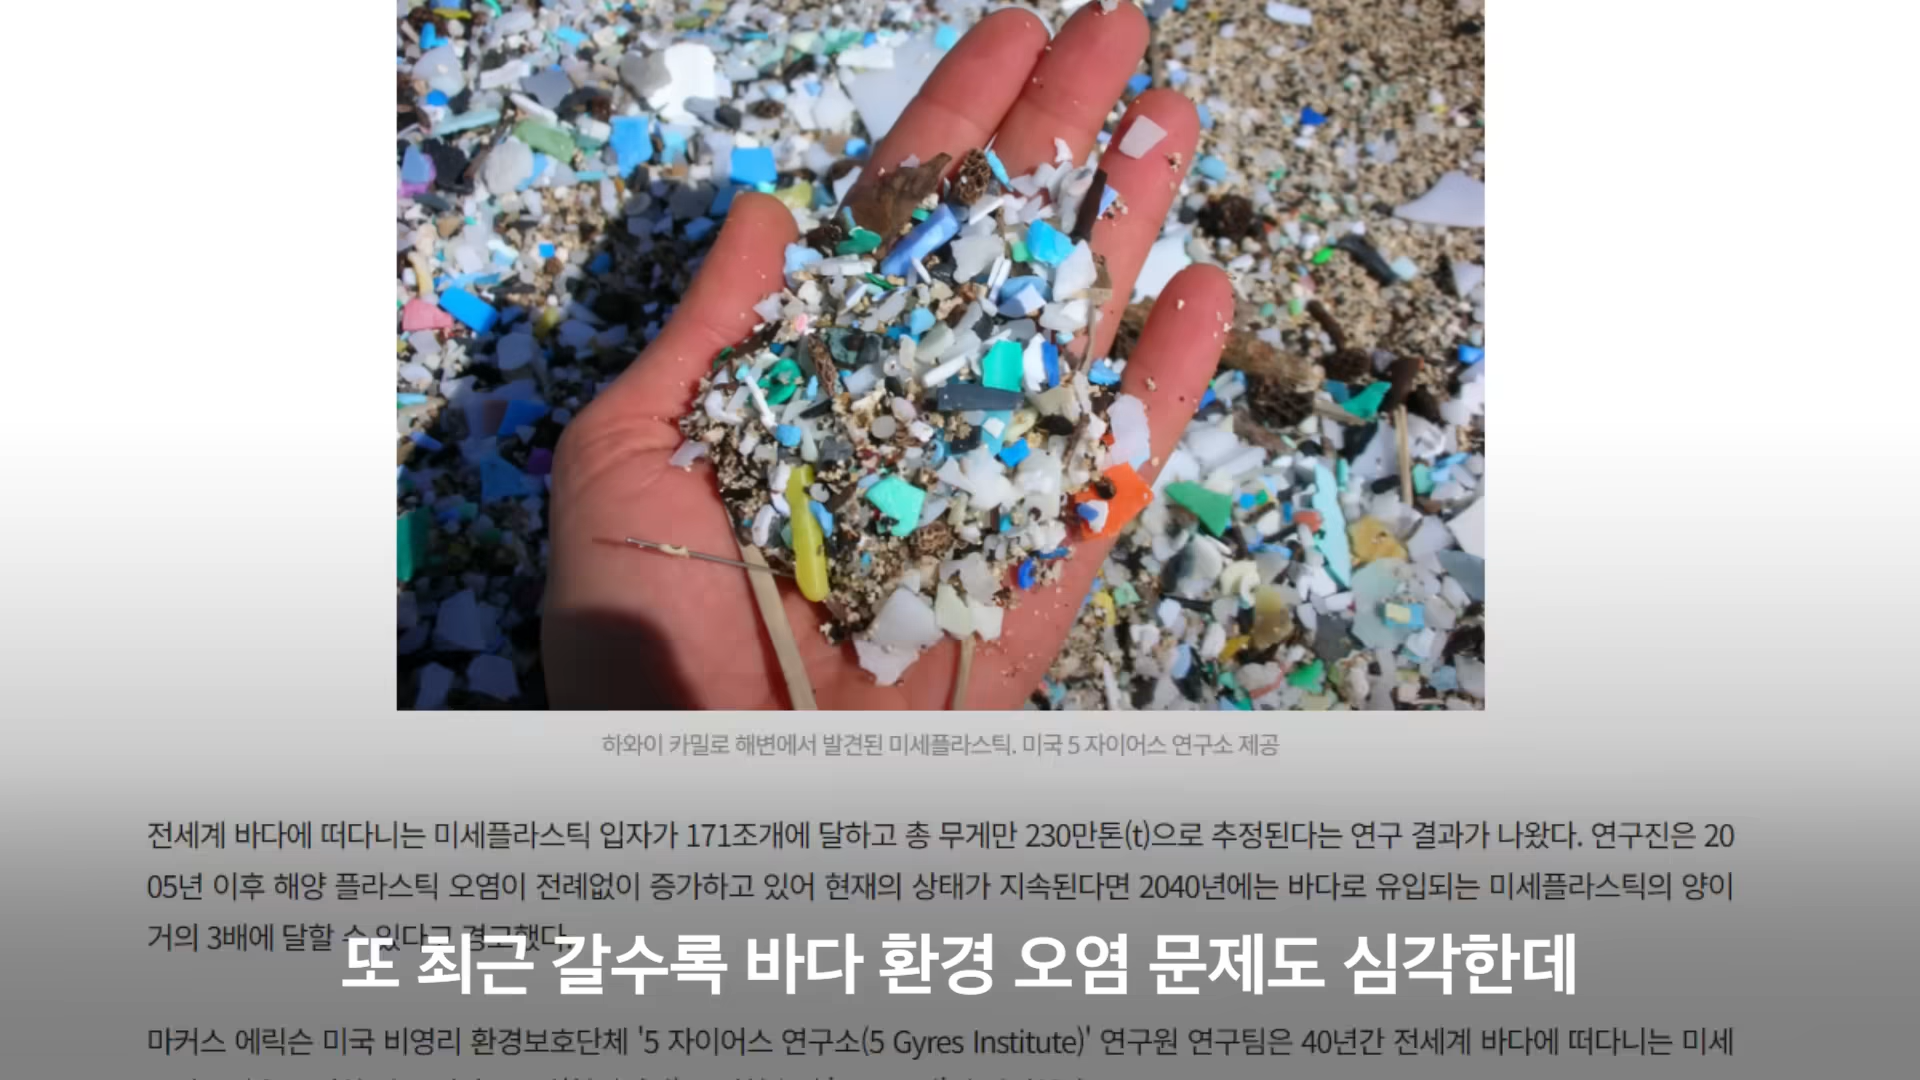 하와이 카밀로 해변에서 발견된 미세플라스틱. 미국 5 자이어스 연구소 제공
전세계 바다에 떠다니는 미세플라스틱 입자가 171조개에 달하고 총 무게만 230만톤(t)으로 추정된다는 연구 결과가 나왔다. 연구진은 20
05년 이후 해양 플라스틱 오염이 전례없이 증가하고 있어 현재의 상태가 지속된다면 2040년에는 바다로 유입되는 미세플라스틱의 양이
거의 3배에 달할 수 있다고 경고했다.
또 최근 갈수록 바다 환경 오염 문제도 심각한데
마커스 에릭슨 미국 비영리 환경보호단체 '5 자이어스 연구소(5 Gyres Institute)' 연구원 연구팀은 40년간 전세계 바다에 떠다니는 미세